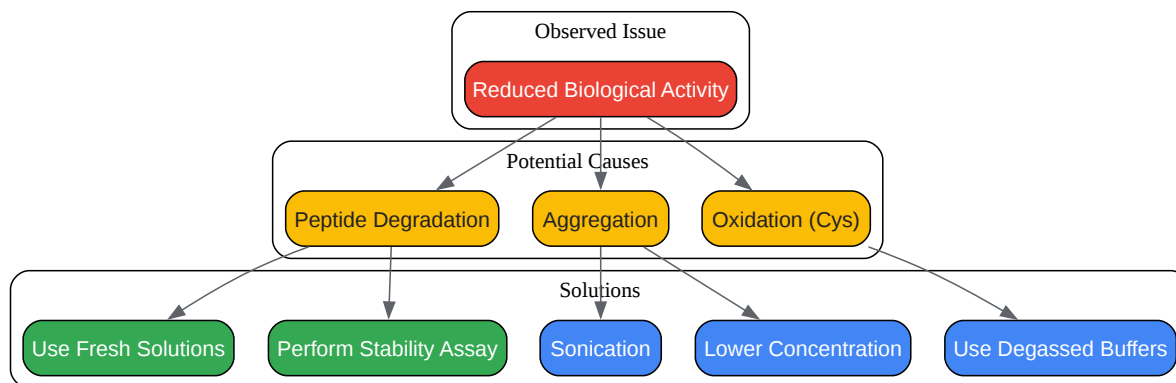 Observed Issue
Reduced Biological Activity
Potential Causes
Peptide Degradation
Aggregation
Oxidation (Cys)
Solutions
Use Fresh Solutions
Perform Stability Assay
Sonication
Lower Concentration
Use Degassed Buffers